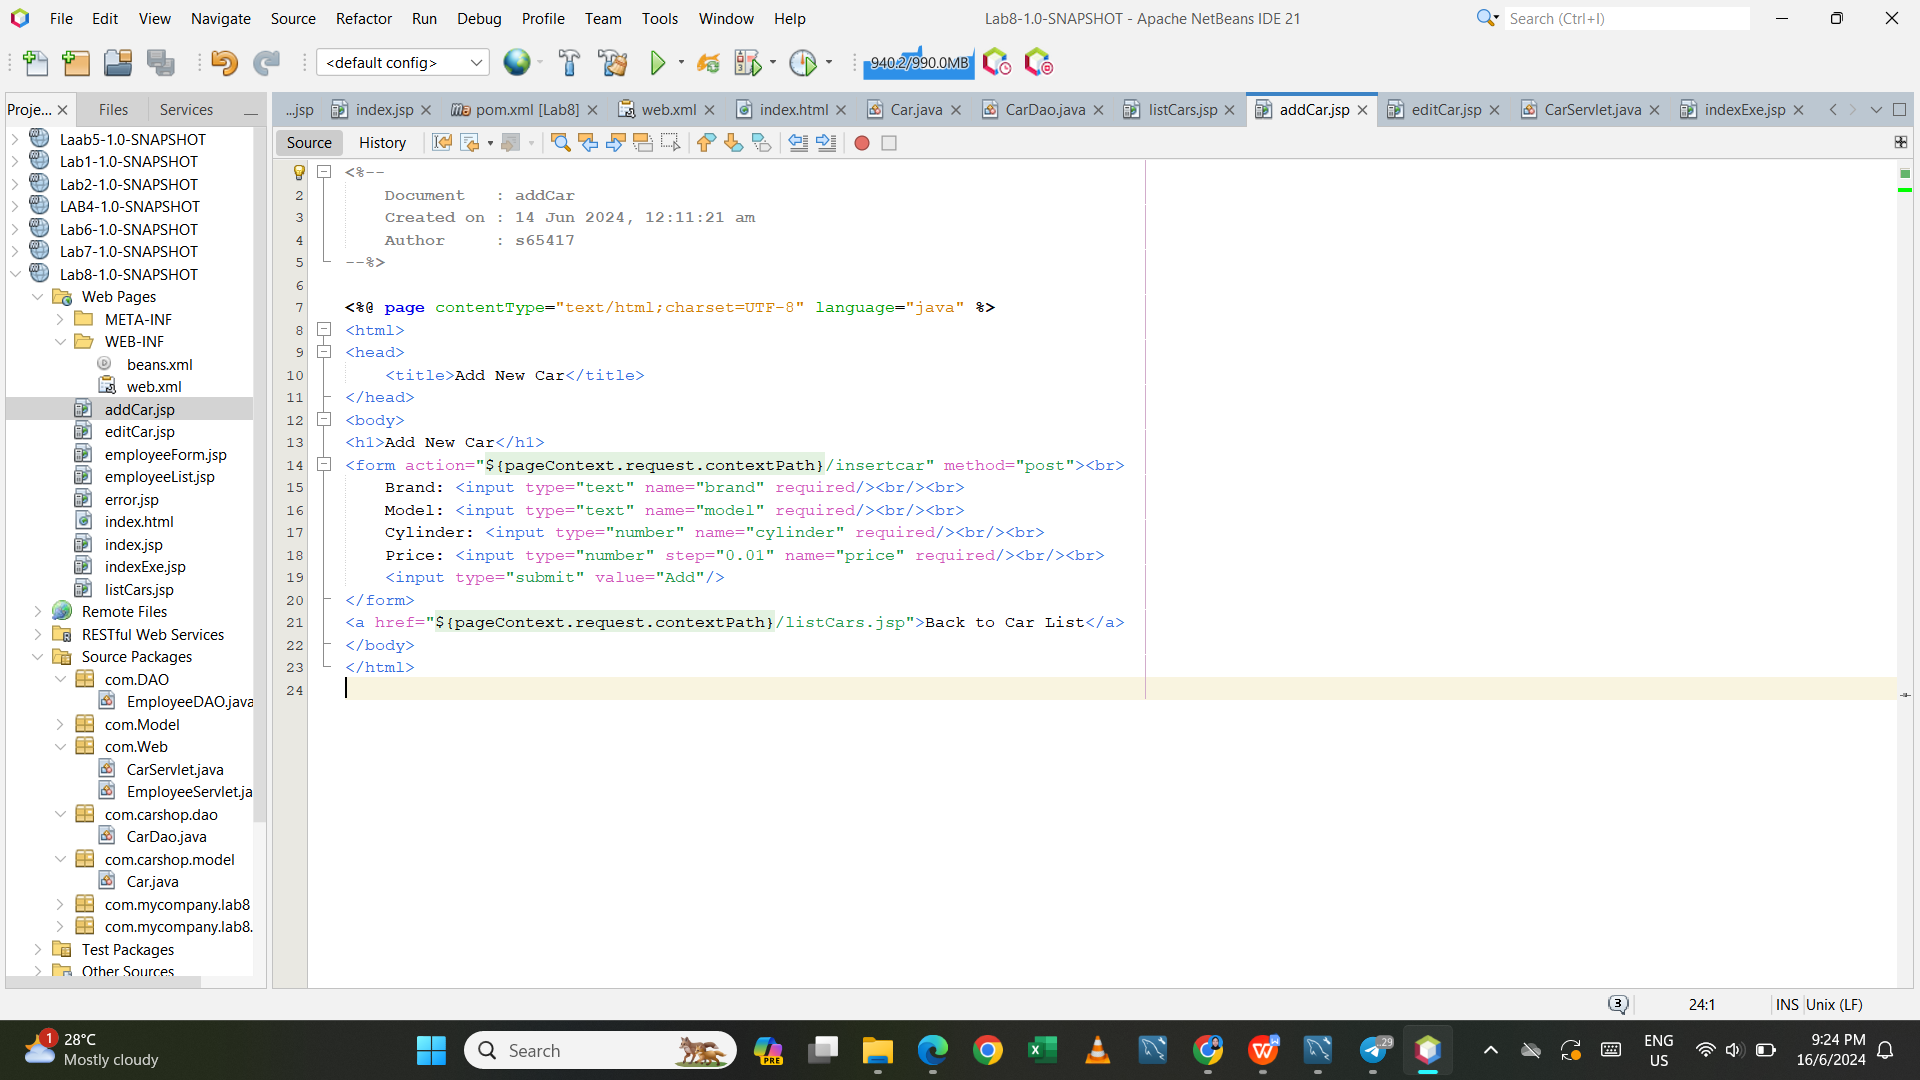 File Edit View Navigate Source Refactor Run Debug Profile Team Tools Window Help
Lab8-1.0-SNAPSHOT - Apache NetBeans IDE 21
Search (Ctrl+I)
<default config>
940.2/990.0MB
Proje...
Files
Services
...jsp
index.jsp
pom.xml [Lab8]
web.xml
index.html
Car.java
CarDao.java
listCars.jsp
addCar.jsp
editCar.jsp
CarServlet.java
indexExe.jsp
Source
History
Laab5-1.0-SNAPSHOT
Lab1-1.0-SNAPSHOT
Lab2-1.0-SNAPSHOT
LAB4-1.0-SNAPSHOT
Lab6-1.0-SNAPSHOT
Lab7-1.0-SNAPSHOT
Lab8-1.0-SNAPSHOT
Web Pages
META-INF
WEB-INF
beans.xml
web.xml
addCar.jsp
editCar.jsp
employeeForm.jsp
employeeList.jsp
error.jsp
index.html
index.jsp
indexExe.jsp
listCars.jsp
Remote Files
RESTful Web Services
Source Packages
com.DAO
EmployeeDAO.java
com.Model
com.Web
CarServlet.java
EmployeeServlet.ja
com.carshop.dao
CarDao.java
com.carshop.model
Car.java
com.mycompany.lab8
com.mycompany.lab8.
Test Packages
Other Sources
<%--
2 Document : addCar
3 Created on : 14 Jun 2024, 12:11:21 am
4 Author : s65417
5 --%>
6
7 <%@ page contentType="text/html;charset=UTF-8" language="java" %>
8 <html>
9 <head>
10 <title>Add New Car</title>
11 </head>
12 <body>
13 <h1>Add New Car</h1>
14 <form action="${pageContext.request.contextPath}/insertcar" method="post"><br>
15 Brand: <input type="text" name="brand" required/><br/><br>
16 Model: <input type="text" name="model" required/><br/><br>
17 Cylinder: <input type="number" name="cylinder" required/><br/><br>
18 Price: <input type="number" step="0.01" name="price" required/><br/><br>
19 <input type="submit" value="Add"/>
20 </form>
21 <a href="${pageContext.request.contextPath}/listCars.jsp">Back to Car List</a>
22 </body>
23 </html>
24
3
24:1
INS
Unix (LF)
1
28°C
Mostly cloudy
Search
PRE
29
ENG
US
9:24 PM
16/6/2024